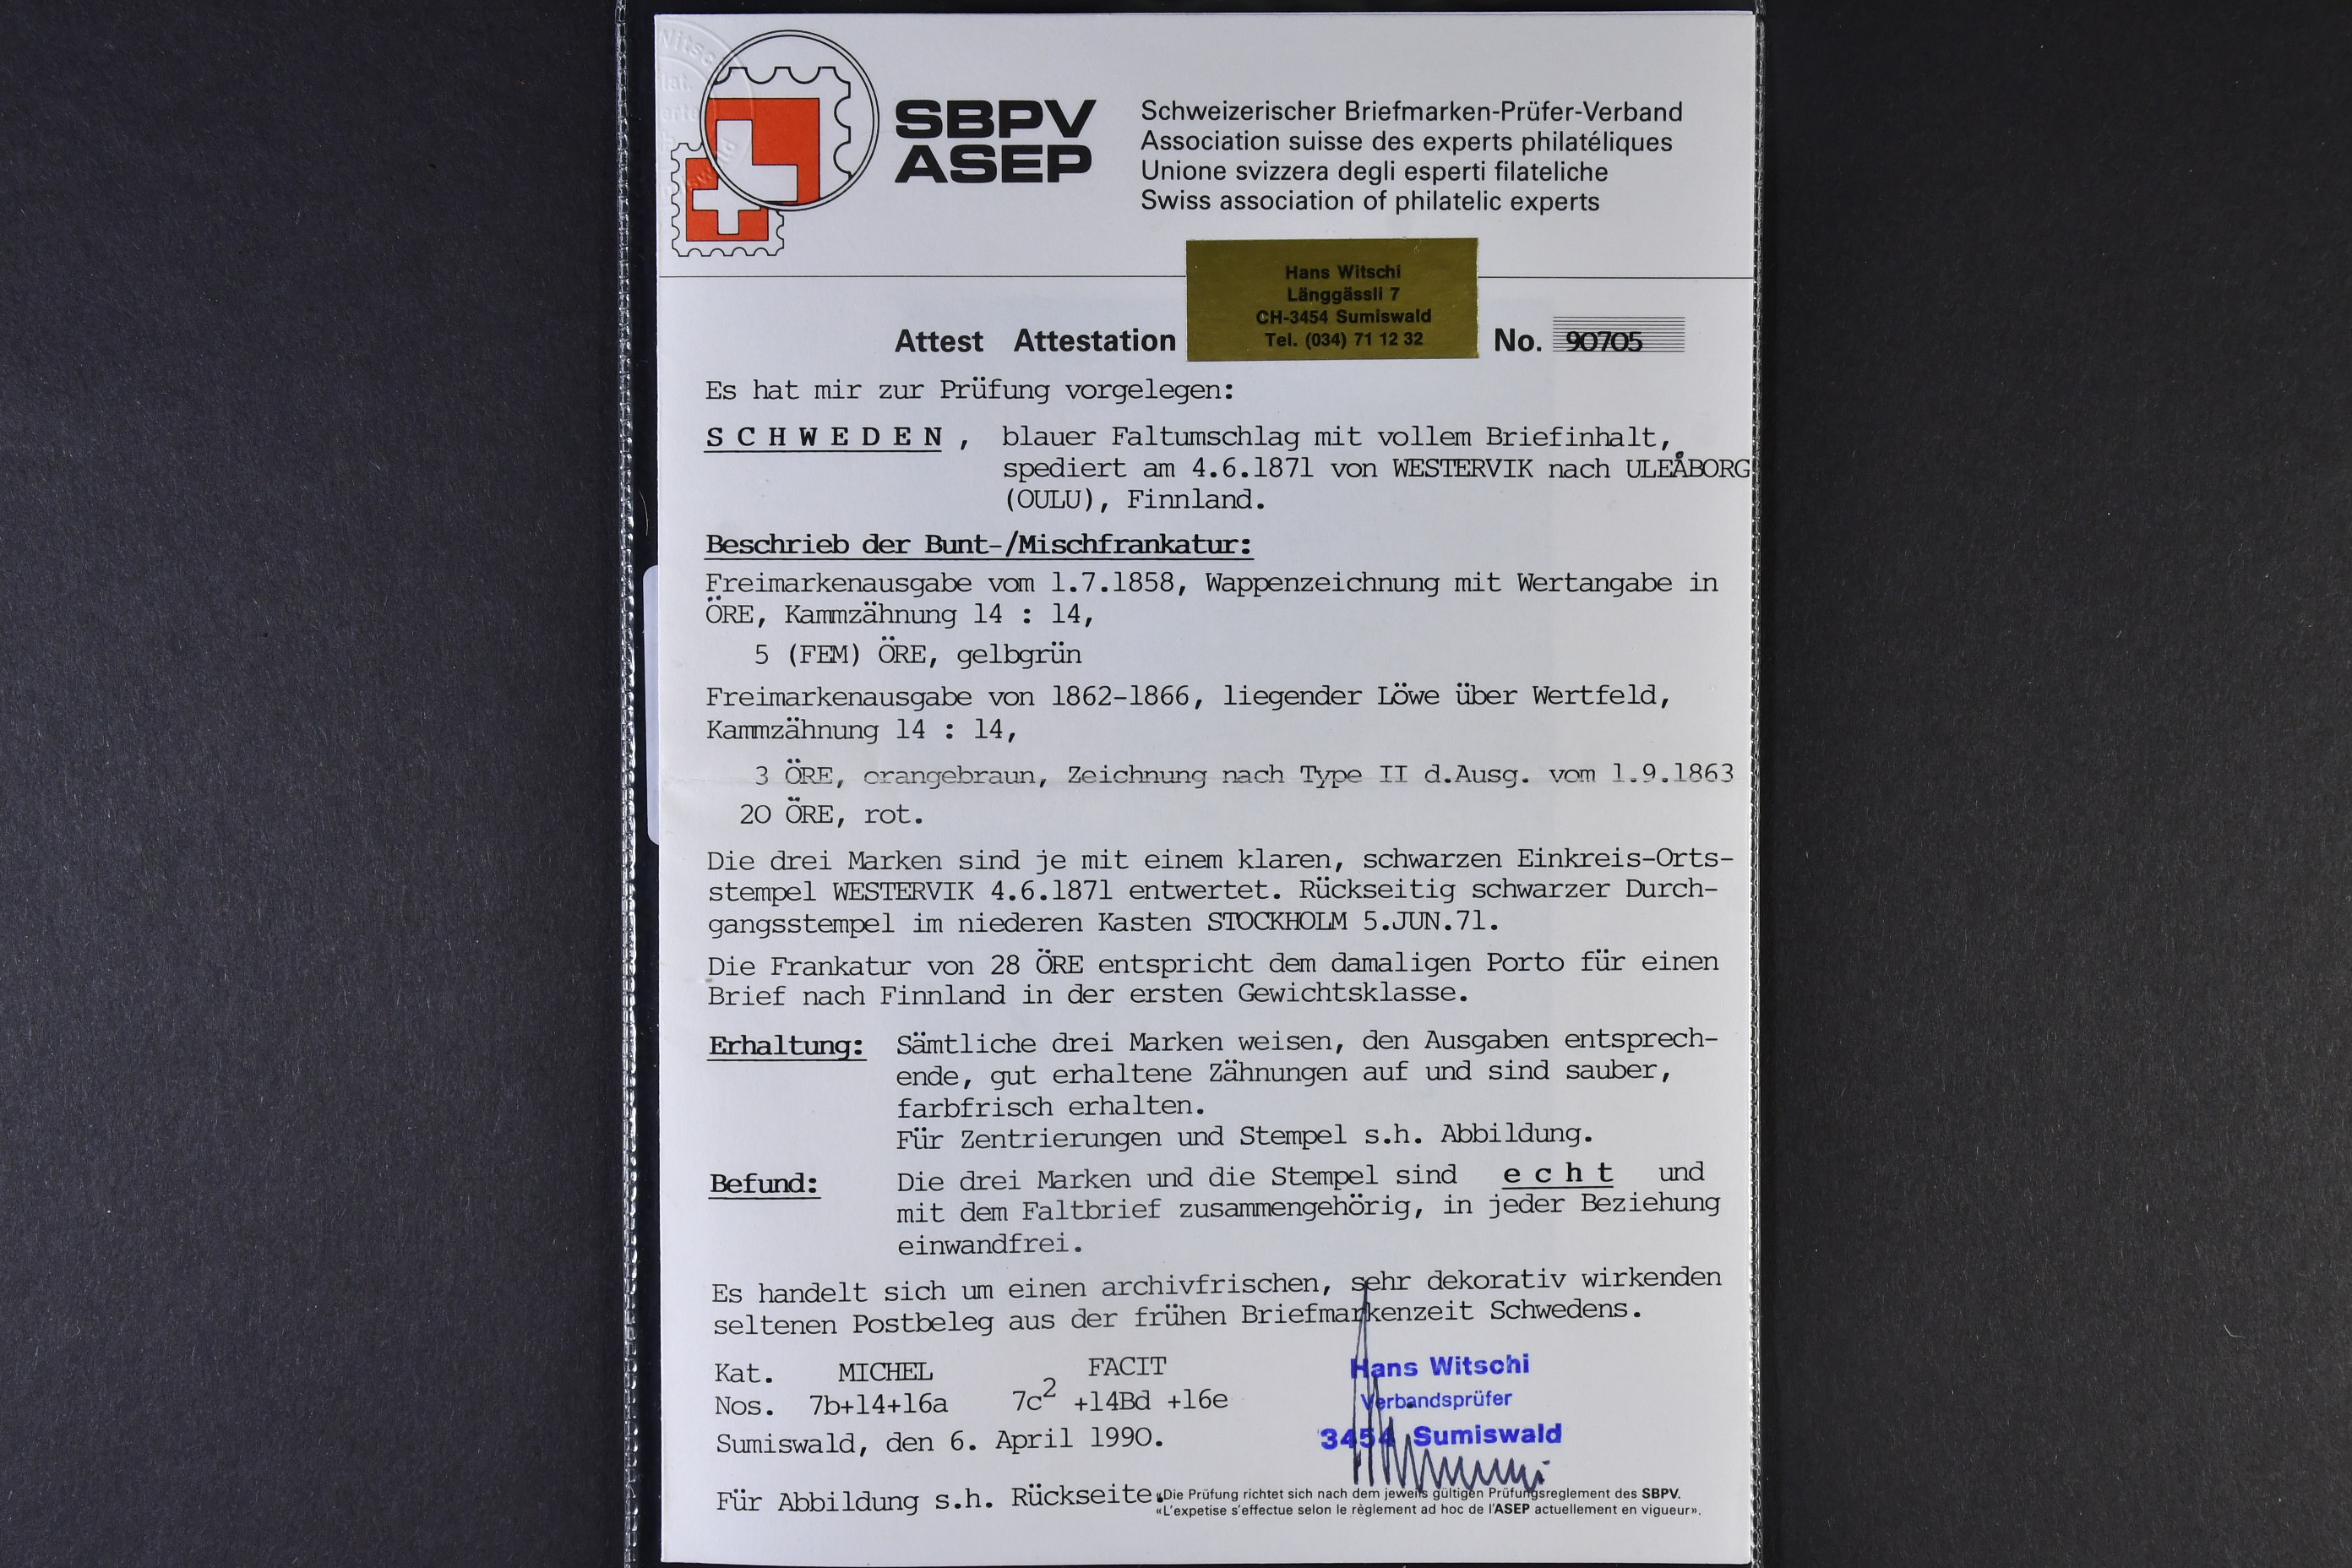 SBPV
ASEP
Schweizerischer Briefmarken-Prüfer-Verband
Association suisse des experts philatéliques
Unione svizzera degli esperti filateliche
Swiss association of philatelic experts
Hans Witschi
Länggässli 7
CH-3454 Sumiswald
Tel. (034) 71 12 32
Attest Attestation No. 90705
Es hat mir zur Prüfung vorgelegen:
SCHWEDEN, blauer Faltumschlag mit vollem Briefinhalt,
spediert am 4.6.1871 von WESTERVIK nach ULEÅBORG
(OULU), Finnland.
Beschrieb der Bunt-/Mischfrankatur:
Freimarkenausgabe vom 1.7.1858, Wappenzeichnung mit Wertangabe in
ÖRE, Kammzähnung 14 : 14,
5 (FEM) ÖRE, gelbgrün
Freimarkenausgabe von 1862-1866, liegender Löwe über Wertfeld,
Kammzähnung 14 : 14,
3 ÖRE, orangebraun, Zeichnung nach Type II d.Ausg. vom 1.9.1863
20 ÖRE, rot.
Die drei Marken sind je mit einem klaren, schwarzen Einkreis-Orts-
stempel WESTERVIK 4.6.1871 entwertet. Rückseitig schwarzer Durch-
gangsstempel im niederen Kasten STOCKHOLM 5.JUN.71.
Die Frankatur von 28 ÖRE entspricht dem damaligen Porto für einen
Brief nach Finnland in der ersten Gewichtsklasse.
Erhaltung: Sämtliche drei Marken weisen, den Ausgaben entsprech-
ende, gut erhaltene Zähnungen auf und sind sauber,
farbfrisch erhalten.
Für Zentrierungen und Stempel s.h. Abbildung.
Befund: Die drei Marken und die Stempel sind echt und
mit dem Faltbrief zusammengehörig, in jeder Beziehung
einwandfrei.
Es handelt sich um einen archivfrischen, sehr dekorativ wirkenden
seltenen Postbeleg aus der frühen Briefmarkenzeit Schwedens.
Kat. MICHEL FACIT
Nos. 7b+14+16a 7c² +14Bd +16e
Hans Witschi
Verbandsprüfer
3454 Sumiswald
Sumiswald, den 6. April 1990.
Für Abbildung s.h. Rückseite.
«Die Prüfung richtet sich nach dem jeweils gültigen Prüfungsreglement des SBPV.
«L'expetise s'effectue selon le règlement ad hoc de l'ASEP actuellement en vigueur».